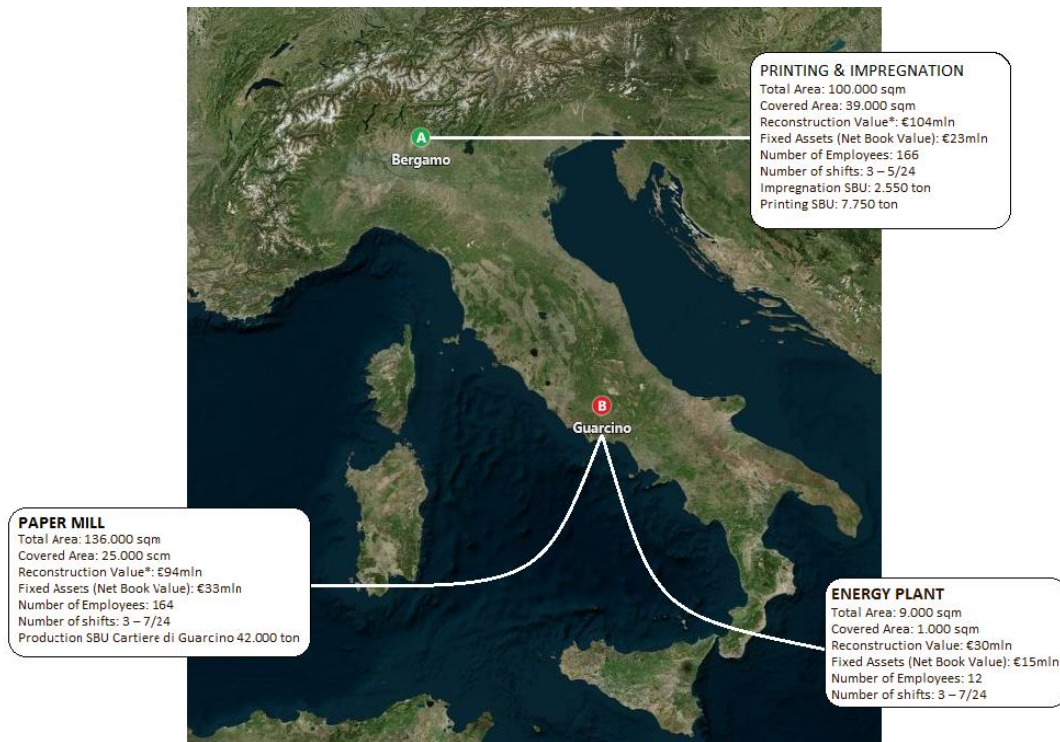 PRINTING & IMPREGNATION
Total Area: 100.000 sqm
Covered Area: 39.000 sqm
Reconstruction Value*: €104mln
Fixed Assets (Net Book Value): €23mln
Number of Employees: 166
Number of shifts: 3 – 5/24
Impregnation SBU: 2.550 ton
Printing SBU: 7.750 ton
A
Bergamo
B
Guarcino
PAPER MILL
Total Area: 136.000 sqm
Covered Area: 25.000 scm
Reconstruction Value*: €94mln
Fixed Assets (Net Book Value): €33mln
Number of Employees: 164
Number of shifts: 3 – 7/24
Production SBU Cartiere di Guarcino 42.000 ton
ENERGY PLANT
Total Area: 9.000 sqm
Covered Area: 1.000 sqm
Reconstruction Value: €30mln
Fixed Assets (Net Book Value): €15mln
Number of Employees: 12
Number of shifts: 3 – 7/24